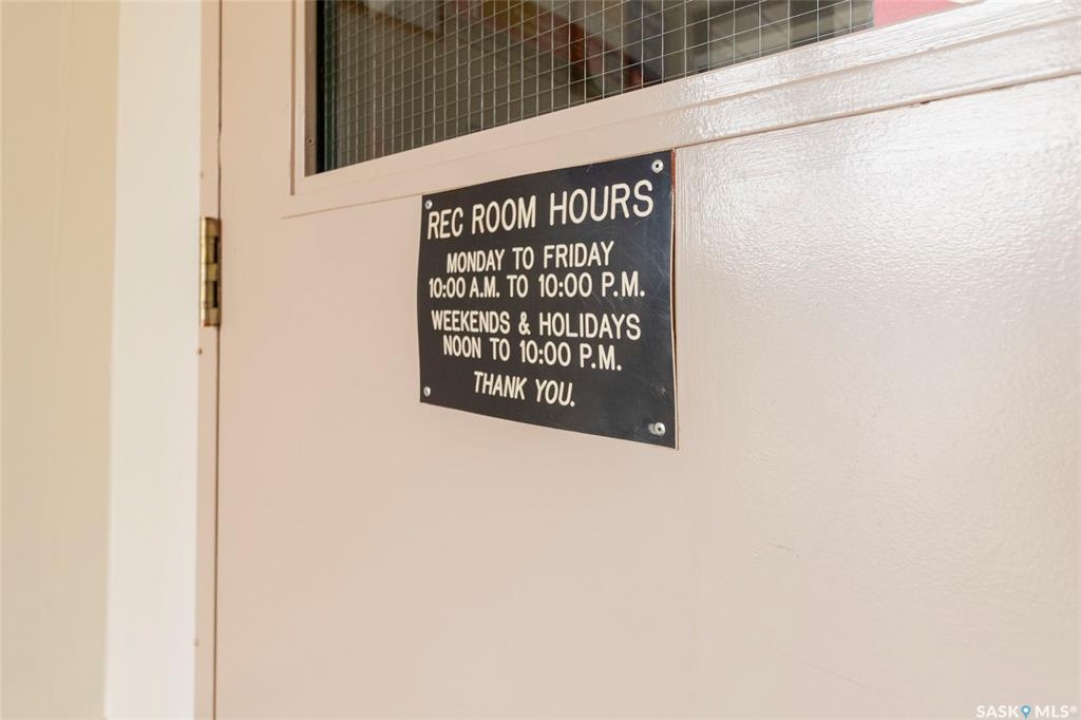 REC ROOM HOURS
MONDAY TO FRIDAY
10:00 A.M. TO 10:00 P.M.
WEEKENDS & HOLIDAYS
NOON TO 10:00 P.M.
THANK YOU.
SASK MLS®